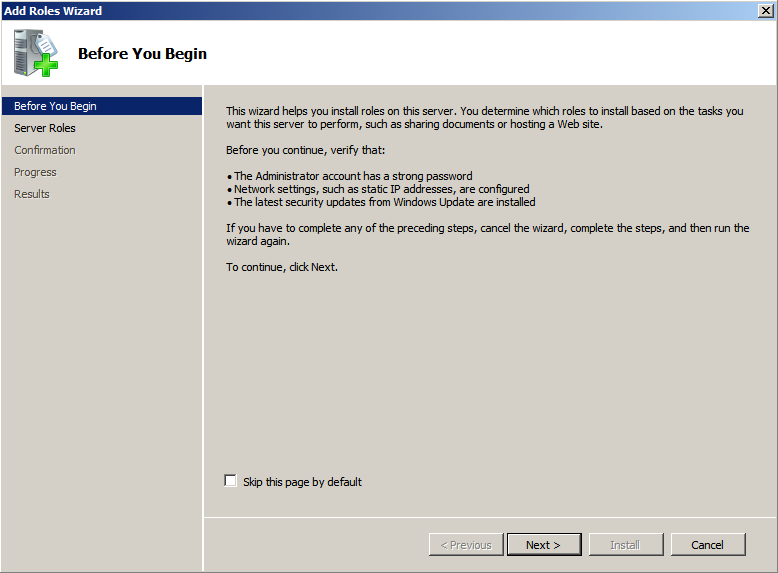 Add Roles Wizard
Before You Begin
Before You Begin
Server Roles
Confirmation
Progress
Results
This wizard helps you install roles on this server. You determine which roles to install based on the tasks you
want this server to perform, such as sharing documents or hosting a Web site.
Before you continue, verify that:
• The Administrator account has a strong password
• Network settings, such as static IP addresses, are configured
• The latest security updates from Windows Update are installed
If you have to complete any of the preceding steps, cancel the wizard, complete the steps, and then run the
wizard again.
To continue, click Next.
Skip this page by default
< Previous
Next >
Install
Cancel